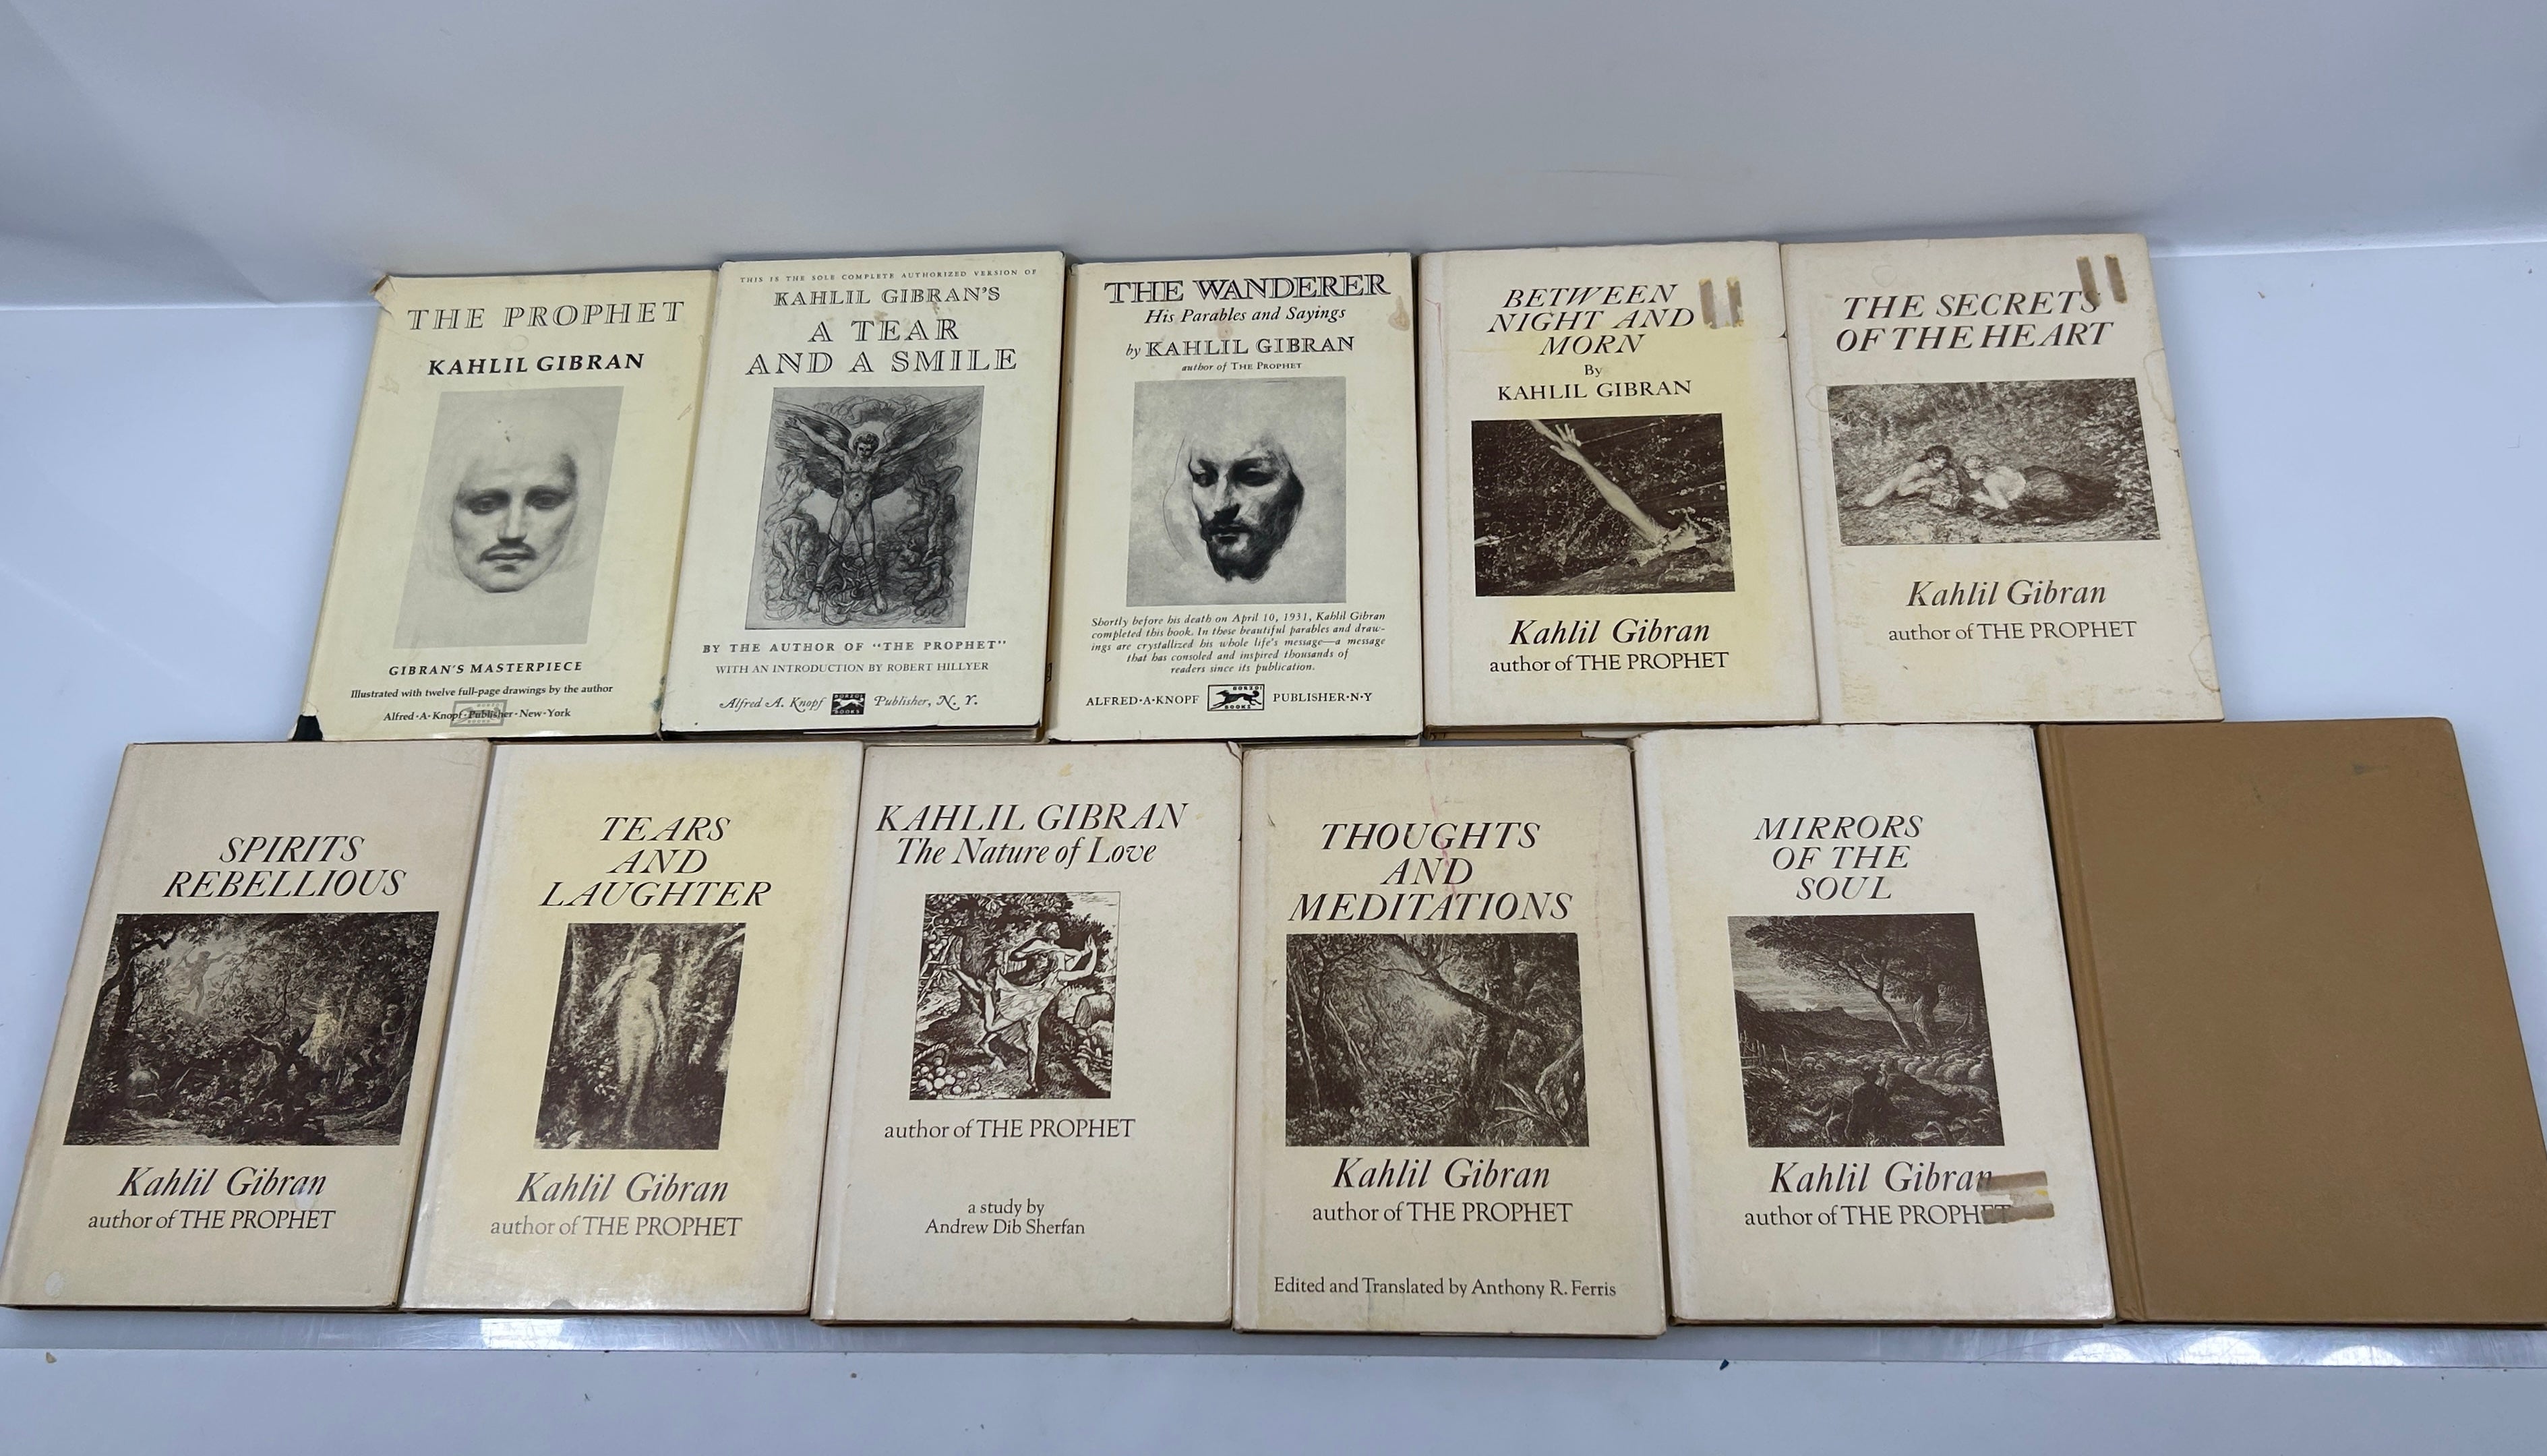 THE PROPHET
KAHLIL GIBRAN
GIBRAN'S MASTERPIECE
Illustrated with twelve full-page drawings by the author
Alfred·A·Knopf·Publisher·New·York
THIS IS THE SOLE COMPLETE AUTHORIZED VERSION OF
KAHLIL GIBRAN'S
A TEAR
AND A SMILE
BY THE AUTHOR OF "THE PROPHET"
WITH AN INTRODUCTION BY ROBERT HILLYER
Alfred A. Knopf
BORZOI
BOOKS
Publisher, N. Y.
THE WANDERER
His Parables and Sayings
by KAHLIL GIBRAN
author of THE PROPHET
Shortly before his death on April 10, 1931, Kahlil Gibran
completed this book. In these beautiful parables and draw-
ings are crystallized his whole life's message—a message
that has consoled and inspired thousands of
readers since its publication.
ALFRED·A·KNOPF
BORZOI
BOOKS
PUBLISHER·N·Y
BETWEEN
NIGHT AND
MORN
By
KAHLIL GIBRAN
Kahlil Gibran
author of THE PROPHET
THE SECRETS
OF THE HEART
Kahlil Gibran
author of THE PROPHET
SPIRITS
REBELLIOUS
Kahlil Gibran
author of THE PROPHET
TEARS
AND
LAUGHTER
Kahlil Gibran
author of THE PROPHET
KAHLIL GIBRAN
The Nature of Love
author of THE PROPHET
a study by
Andrew Dib Sherfan
THOUGHTS
AND
MEDITATIONS
Kahlil Gibran
author of THE PROPHET
Edited and Translated by Anthony R. Ferris
MIRRORS
OF THE
SOUL
Kahlil Gibran
author of THE PROPHET